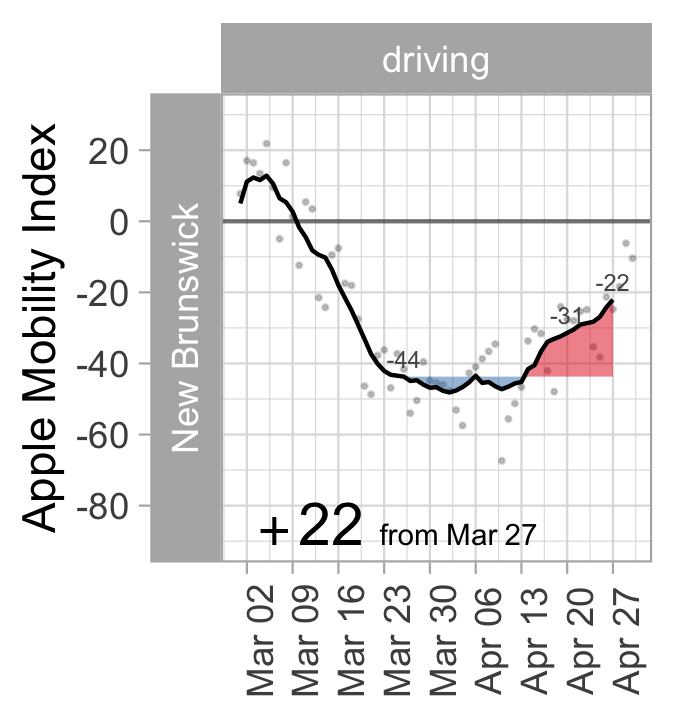 driving
Apple Mobility Index
New Brunswick
20
0
-20
-40
-60
-80
-44
-31
-22
+22 from Mar 27
Mar 02
Mar 09
Mar 16
Mar 23
Mar 30
Apr 06
Apr 13
Apr 20
Apr 27